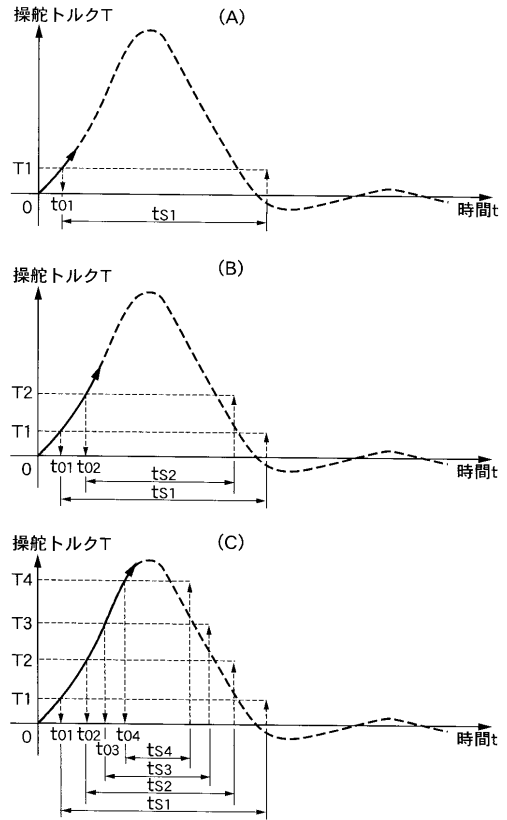 操舵トルクT
(A)
T1
0
t01
tS1
時間t
操舵トルクT
(B)
T2
T1
0
t01 t02
tS2
tS1
時間t
操舵トルクT
(C)
T4
T3
T2
T1
0
t01 t02 t04
t03
tS4
tS3
tS2
tS1
時間t